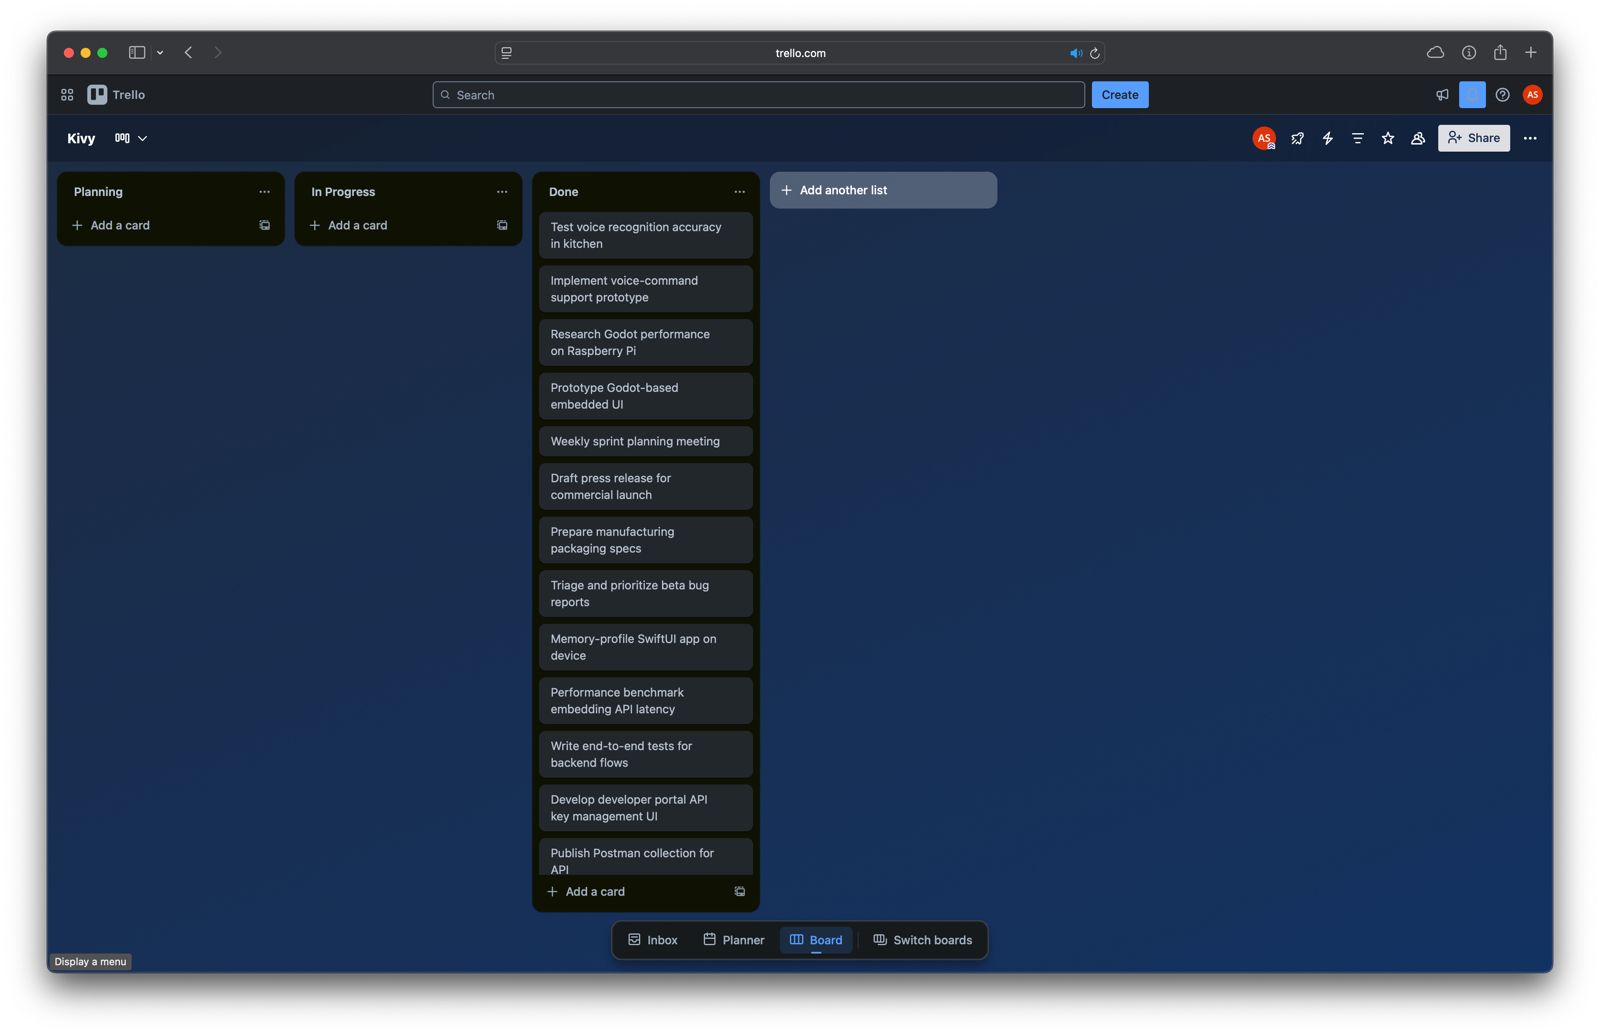 trello.com
Trello
Search
Create
AS
Kivy
AS
Share
Planning
Add a card
In Progress
Add a card
Done
Test voice recognition accuracy
in kitchen
Implement voice-command
support prototype
Research Godot performance
on Raspberry Pi
Prototype Godot-based
embedded UI
Weekly sprint planning meeting
Draft press release for
commercial launch
Prepare manufacturing
packaging specs
Triage and prioritize beta bug
reports
Memory-profile SwiftUI app on
device
Performance benchmark
embedding API latency
Write end-to-end tests for
backend flows
Develop developer portal API
key management UI
Publish Postman collection for
API
Add a card
Add another list
Inbox
Planner
Board
Switch boards
Display a menu